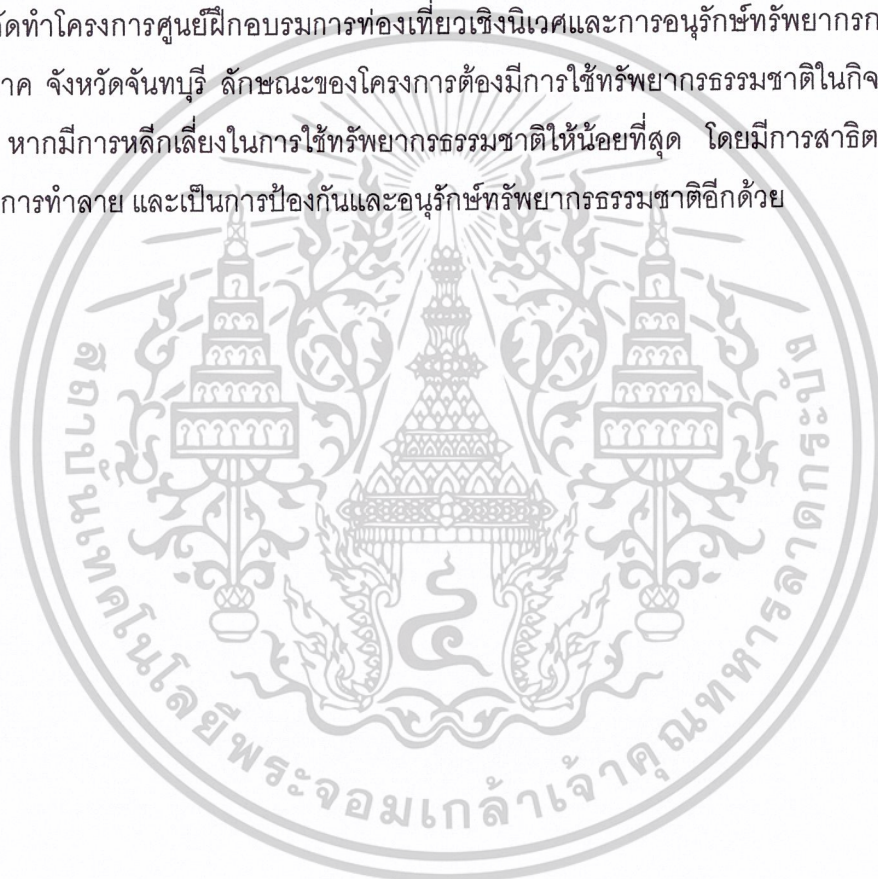 ัดทำโครงการศูนย์ฝึกอบรมการท่องเที่ยวเชิงนิเวศและการอนุรักษ์ทรัพยากรก
าค จังหวัดจันทบุรี ลักษณะของโครงการต้องมีการใช้ทรัพยากรธรรมชาติในกิจ
หากมีการหลีกเลี่ยงในการใช้ทรัพยากรธรรมชาติให้น้อยที่สุด โดยมีการสาธิต
การทำลาย และเป็นการป้องกันและอนุรักษ์ทรัพยากรธรรมชาติอีกด้วย
๔
สถาบันเทคโนโลยีพระจอมเกล้าเจ้าคุณทหารลาดกระบัง